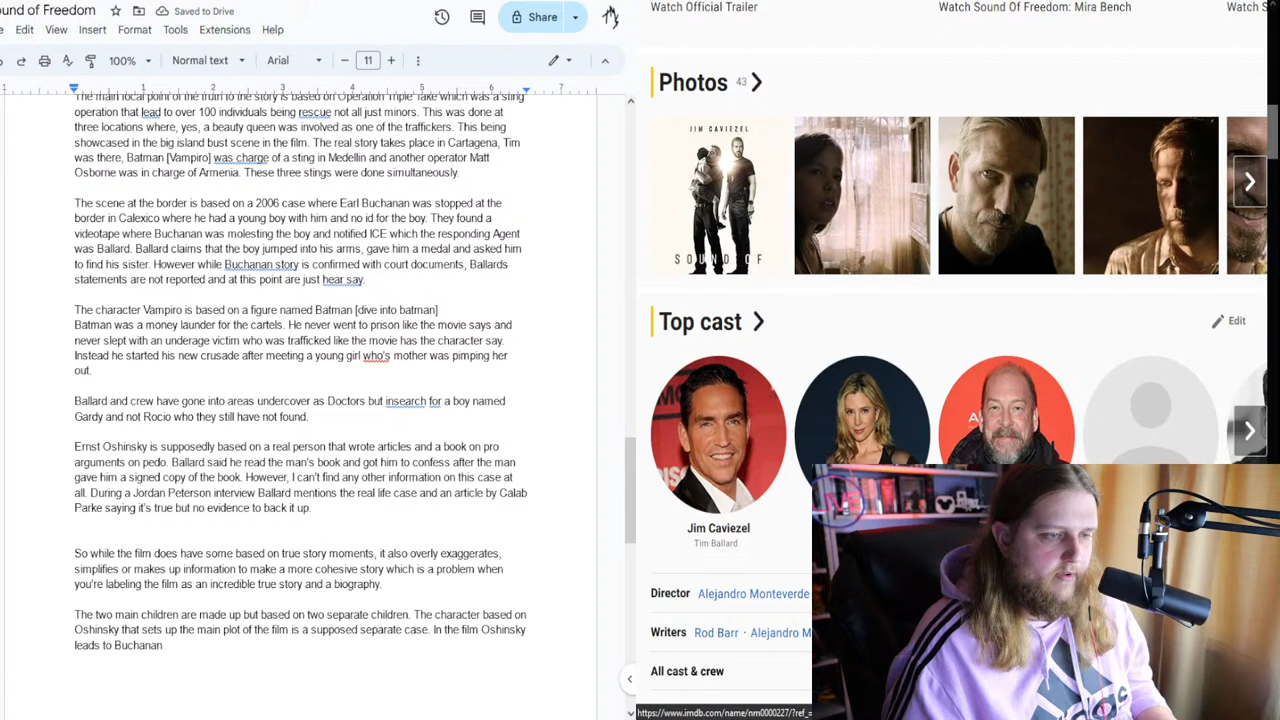 ound of Freedom
Saved to Drive
Edit View Insert Format Tools Extensions Help
Share
100% Normal text Arial 11
1 1 2 3 4 5 6 7
The main focal point of the truth to the story is based on Operation Triple Take which was a sting
operation that lead to over 100 individuals being rescue not all just minors. This was done at
three locations where, yes, a beauty queen was involved as one of the traffickers. This being
showcased in the big island bust scene in the film. The real story takes place in Cartagena, Tim
was there, Batman [Vampiro] was charge of a sting in Medellin and another operator Matt
Osborne was in charge of Armenia. These three stings were done simultaneously.
The scene at the border is based on a 2006 case where Earl Buchanan was stopped at the
border in Calexico where he had a young boy with him and no id for the boy. They found a
videotape where Buchanan was molesting the boy and notified ICE which the responding Agent
was Ballard. Ballard claims that the boy jumped into his arms, gave him a medal and asked him
to find his sister. However while Buchanan story is confirmed with court documents, Ballards
statements are not reported and at this point are just hear say.
The character Vampiro is based on a figure named Batman [dive into batman]
Batman was a money launder for the cartels. He never went to prison like the movie says and
never slept with an underage victim who was trafficked like the movie has the character say.
Instead he started his new crusade after meeting a young girl who's mother was pimping her
out.
Ballard and crew have gone into areas undercover as Doctors but insearch for a boy named
Gardy and not Rocio who they still have not found.
Ernst Oshinsky is supposedly based on a real person that wrote articles and a book on pro
arguments on pedo. Ballard said he read the man's book and got him to confess after the man
gave him a signed copy of the book. However, I can't find any other information on this case at
all. During a Jordan Peterson interview Ballard mentions the real life case and an article by Calab
Parke saying it's true but no evidence to back it up.
So while the film does have some based on true story moments, it also overly exaggerates,
simplifies or makes up information to make a more cohesive story which is a problem when
you're labeling the film as an incredible true story and a biography.
The two main children are made up but based on two separate children. The character based on
Oshinsky that sets up the main plot of the film is a supposed separate case. In the film Oshinsky
leads to Buchanan
Watch Official Trailer
Watch Sound Of Freedom: Mira Bench
Watch S
Photos 43
JIM CAVIEZEL
SOUND OF
Top cast
Edit
Jim Caviezel
Tim Ballard
Director Alejandro Monteverde
Writers Rod Barr · Alejandro M
All cast & crew
https://www.imdb.com/name/nm0000227/?ref_=